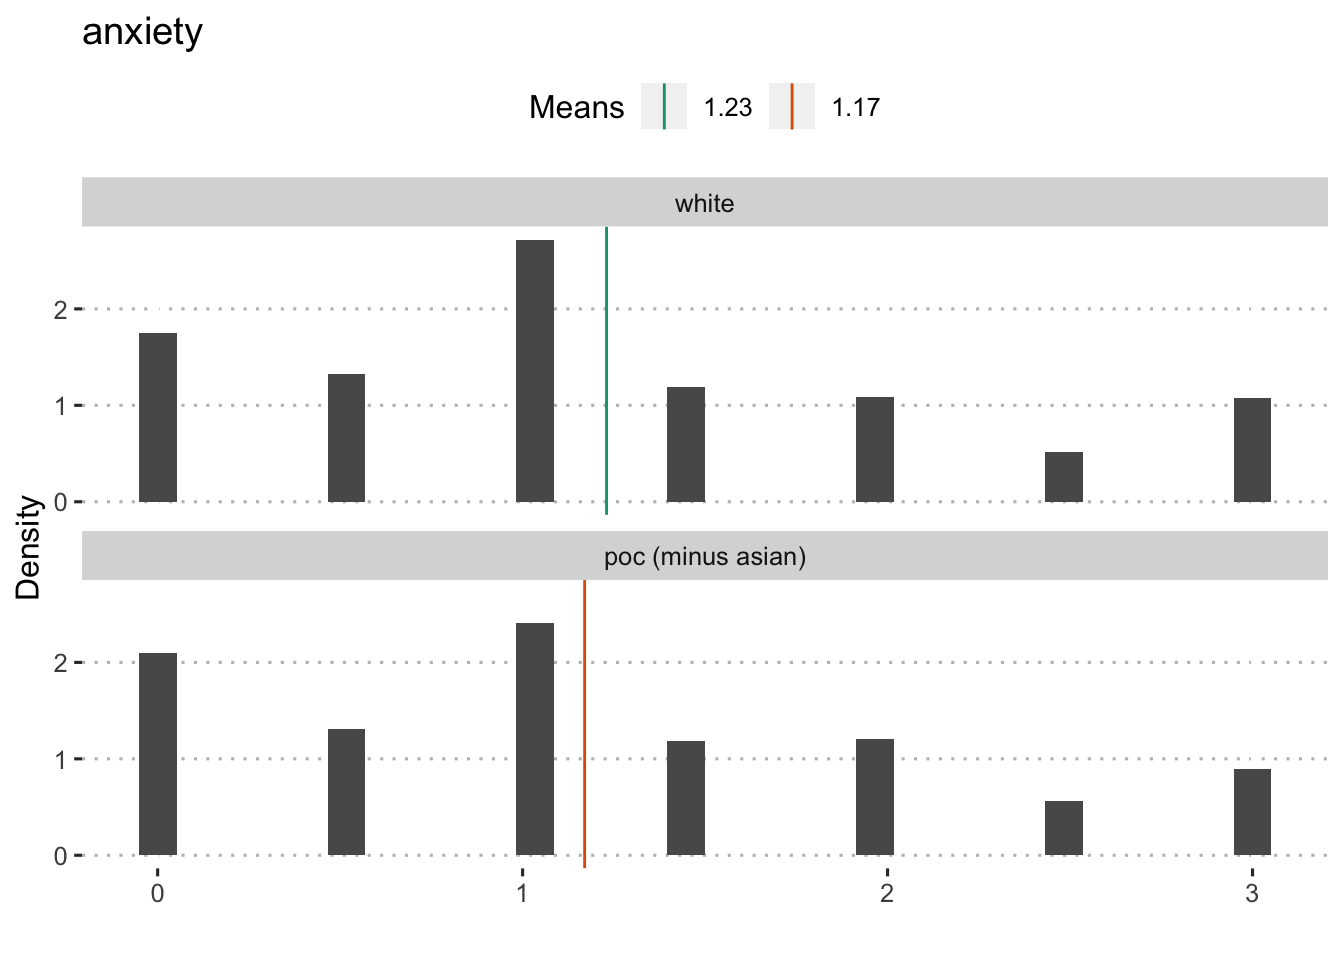 anxiety
Means 1.23 1.17
white
2
1
0
Density
poc (minus asian)
2
1
0
0 1 2 3